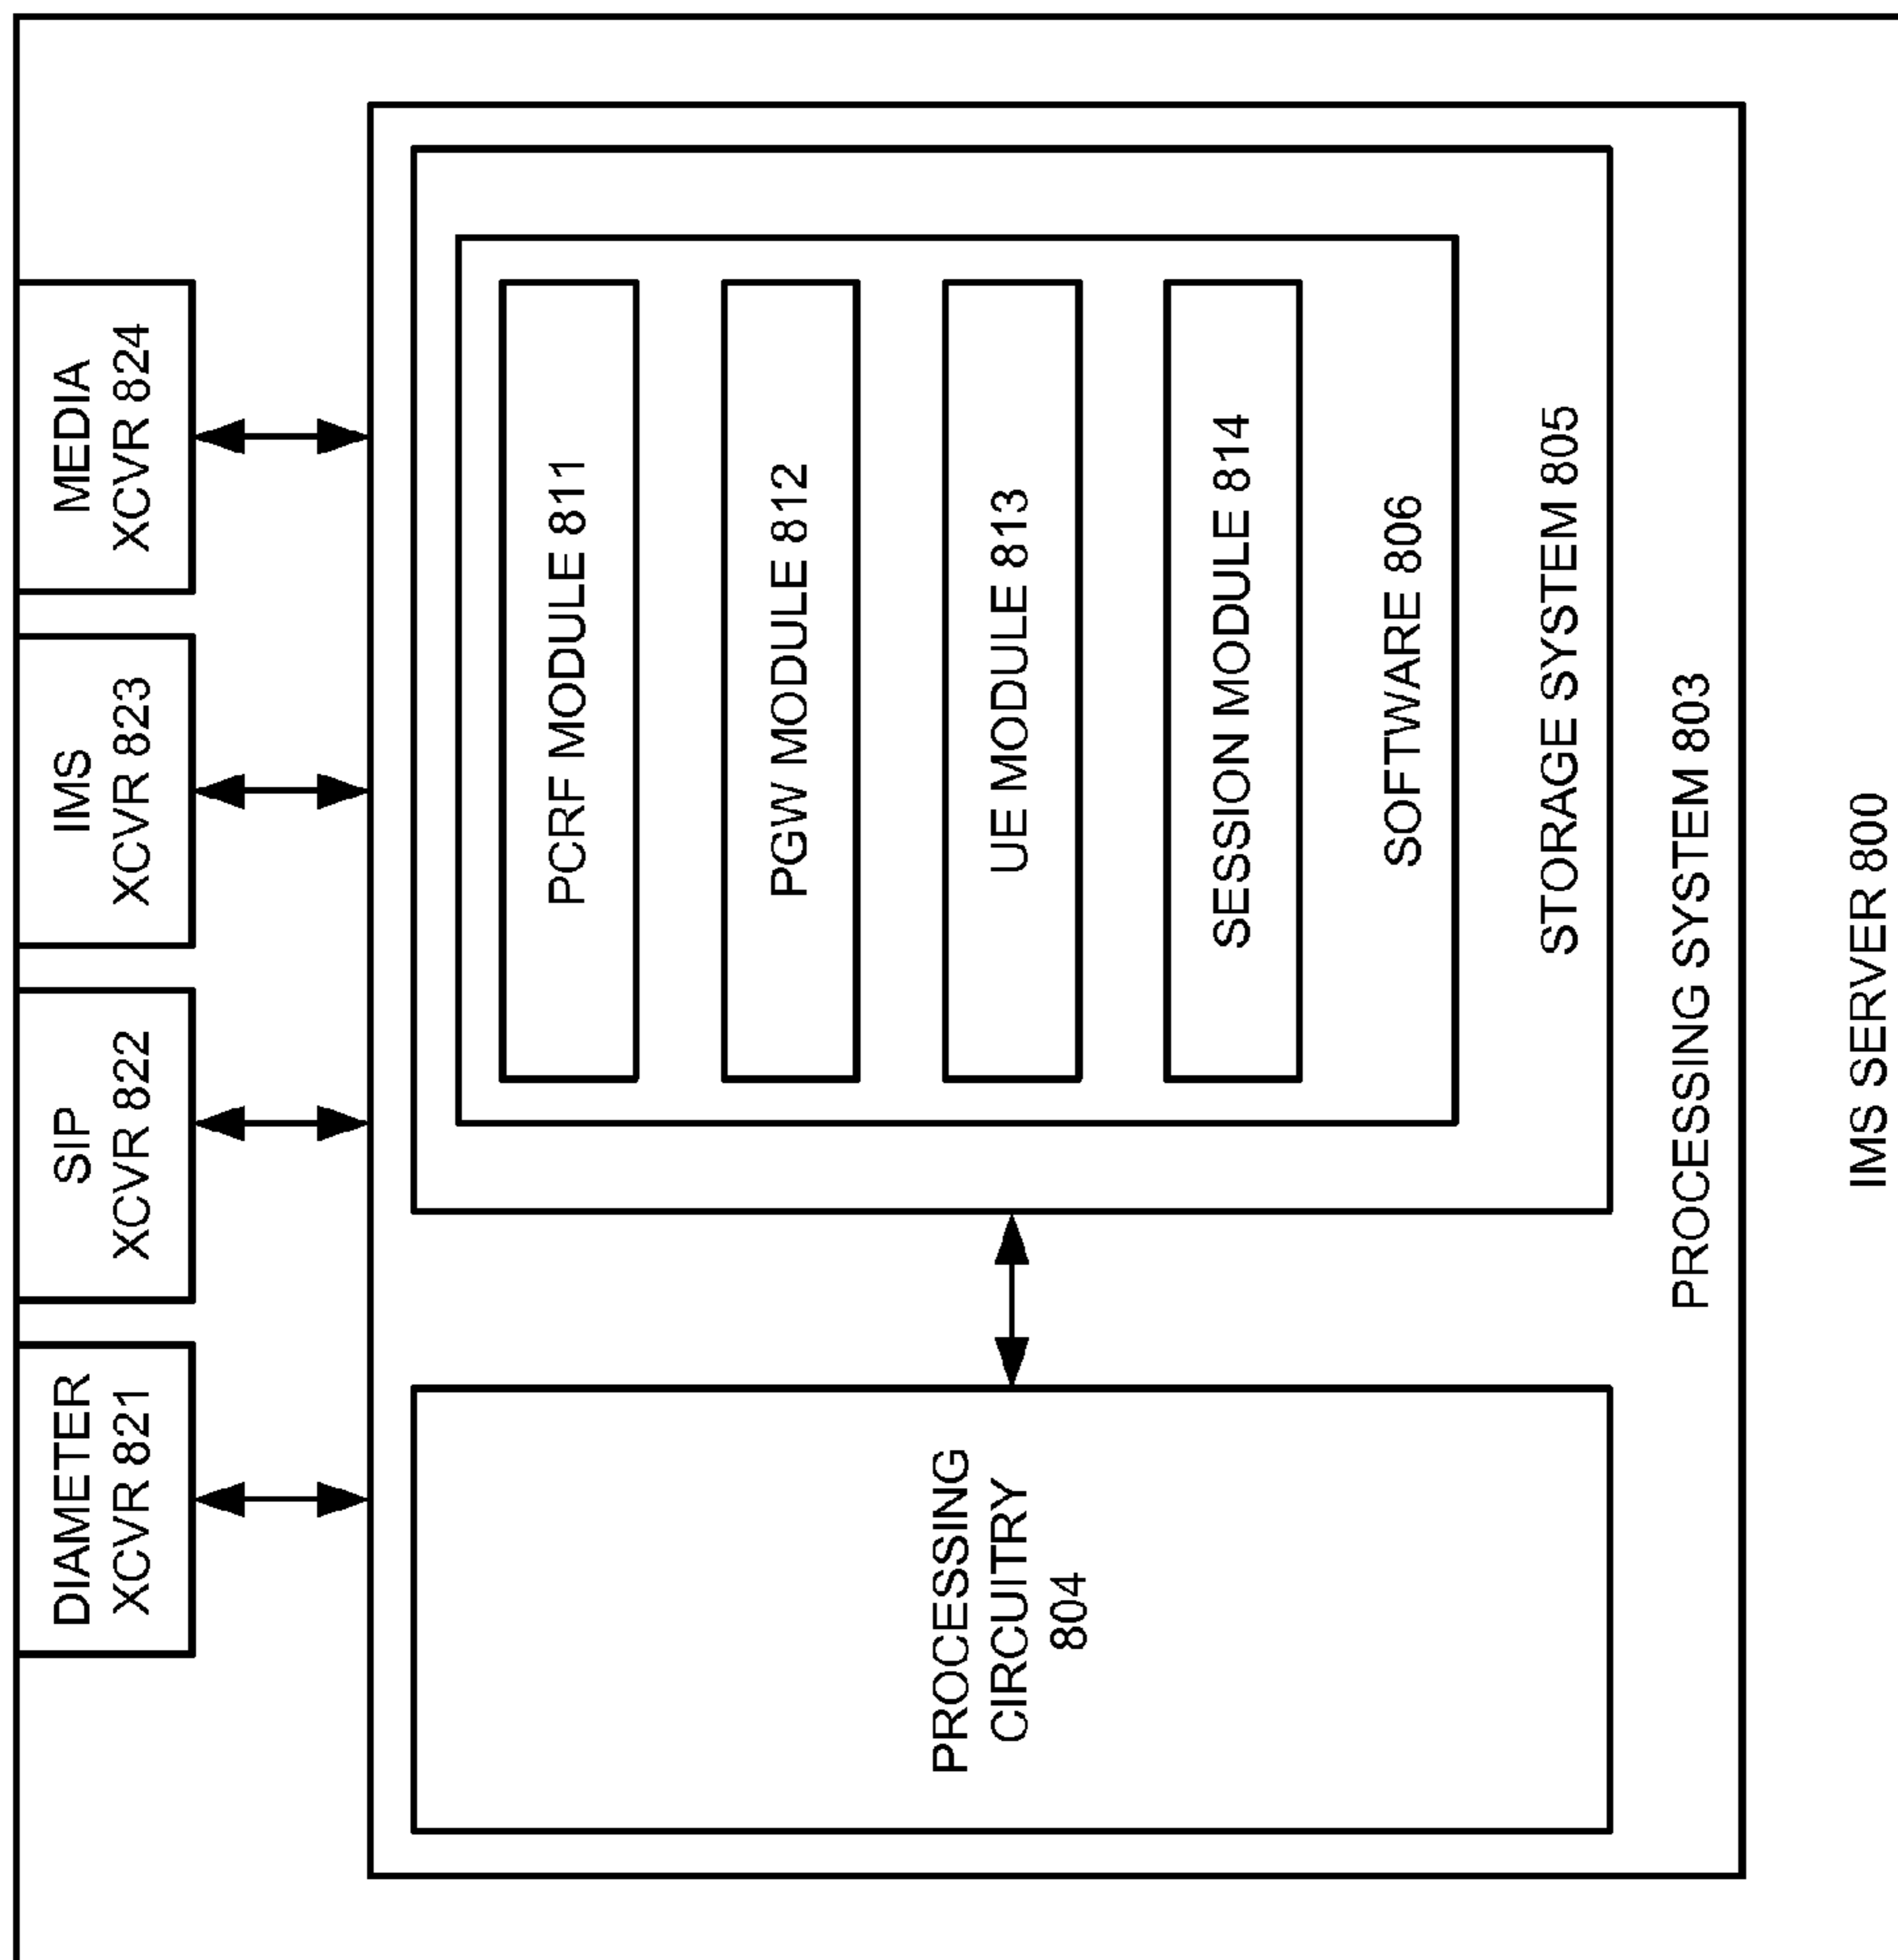 DIAMETER
XCVR 821
SIP
XCVR 822
IMS
XCVR 823
MEDIA
XCVR 824
PROCESSING
CIRCUITRY
804
PCRF MODULE 811
PGW MODULE 812
UE MODULE 813
SESSION MODULE 814
SOFTWARE 806
STORAGE SYSTEM 805
PROCESSING SYSTEM 803
IMS SERVER 800